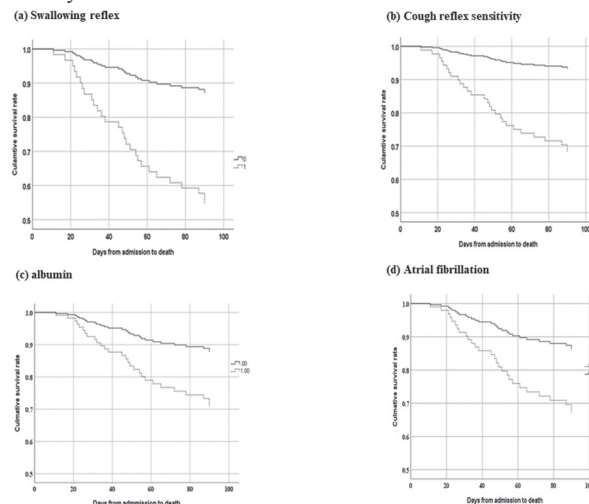 (a) Swallowing reflex
Culamtive survival rate
1.0
0.9
0.8
0.7
0.6
0.5
0 20 40 60 80 100
Days from admission to death
0
1
(b) Cough reflex sensitivity
Culamtive survival rate
1.0
0.9
0.8
0.7
0.6
0.5
0 20 40 60 80 100
Days from admission to death
(c) albumin
Culmative survival rate
1.0
0.9
0.8
0.7
0.6
0.5
0 20 40 60 80 100
Days from admission to death
.00
1.00
(d) Atrial fibrillation
Culmative survival rate
1.0
0.9
0.8
0.7
0.6
0.5
0 20 40 60 80
Days from admission to death